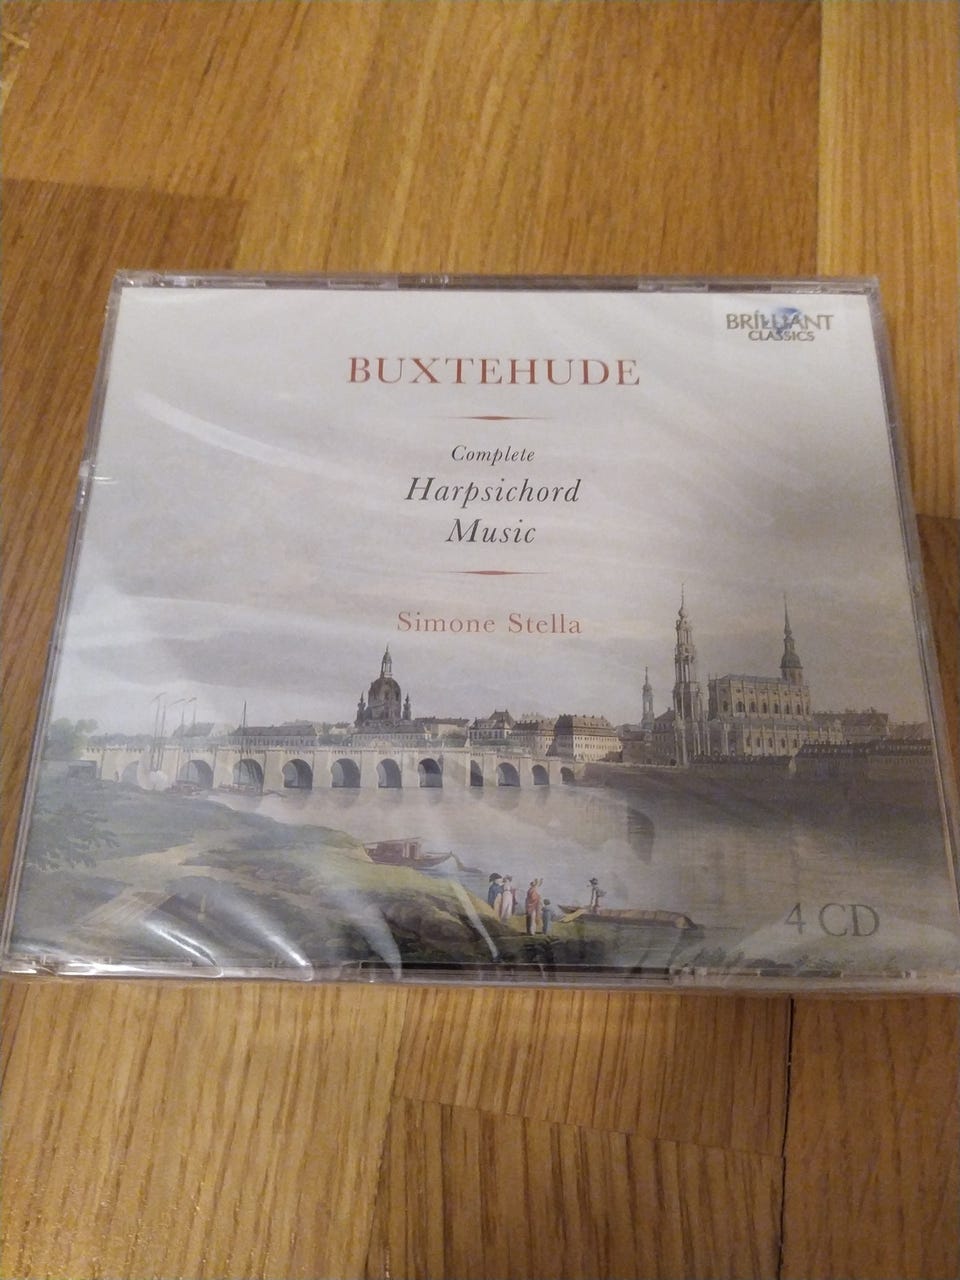 BRILLIANT
CLASSICS
BUXTEHUDE
Complete
Harpsichord
Music
Simone Stella
4 CD